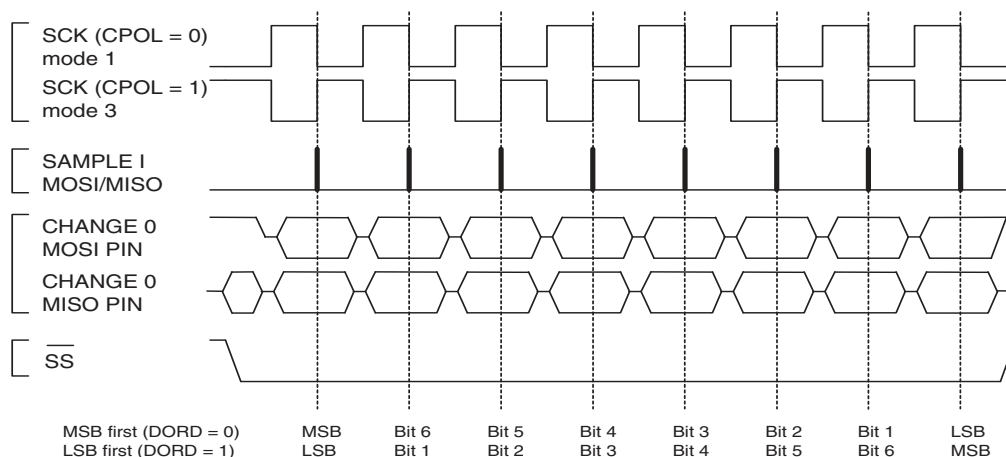 SCK (CPOL = 0)
mode 1
SCK (CPOL = 1)
mode 3
SAMPLE I
MOSI/MISO
CHANGE 0
MOSI PIN
CHANGE 0
MISO PIN
SS
MSB first (DORD = 0) MSB Bit 6 Bit 5 Bit 4 Bit 3 Bit 2 Bit 1 LSB
LSB first (DORD = 1) LSB Bit 1 Bit 2 Bit 3 Bit 4 Bit 5 Bit 6 MSB